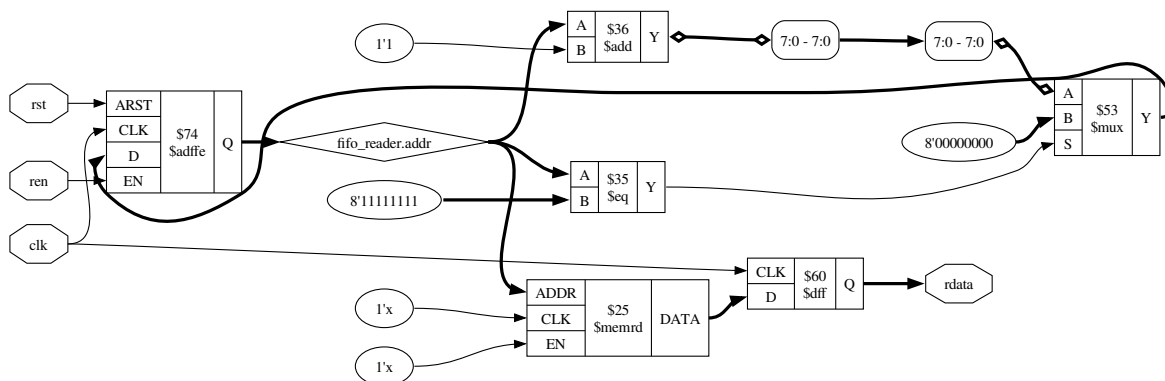 1'1
A
B
$36
$add
Y
7:0 - 7:0
7:0 - 7:0
rst
ren
clk
ARST
CLK
D
EN
$74
$adffe
Q
fifo_reader.addr
8'00000000
A
B
S
$53
$mux
Y
8'11111111
A
B
$35
$eq
Y
1'x
1'x
ADDR
CLK
EN
$25
$memrd
DATA
CLK
D
$60
$dff
Q
rdata